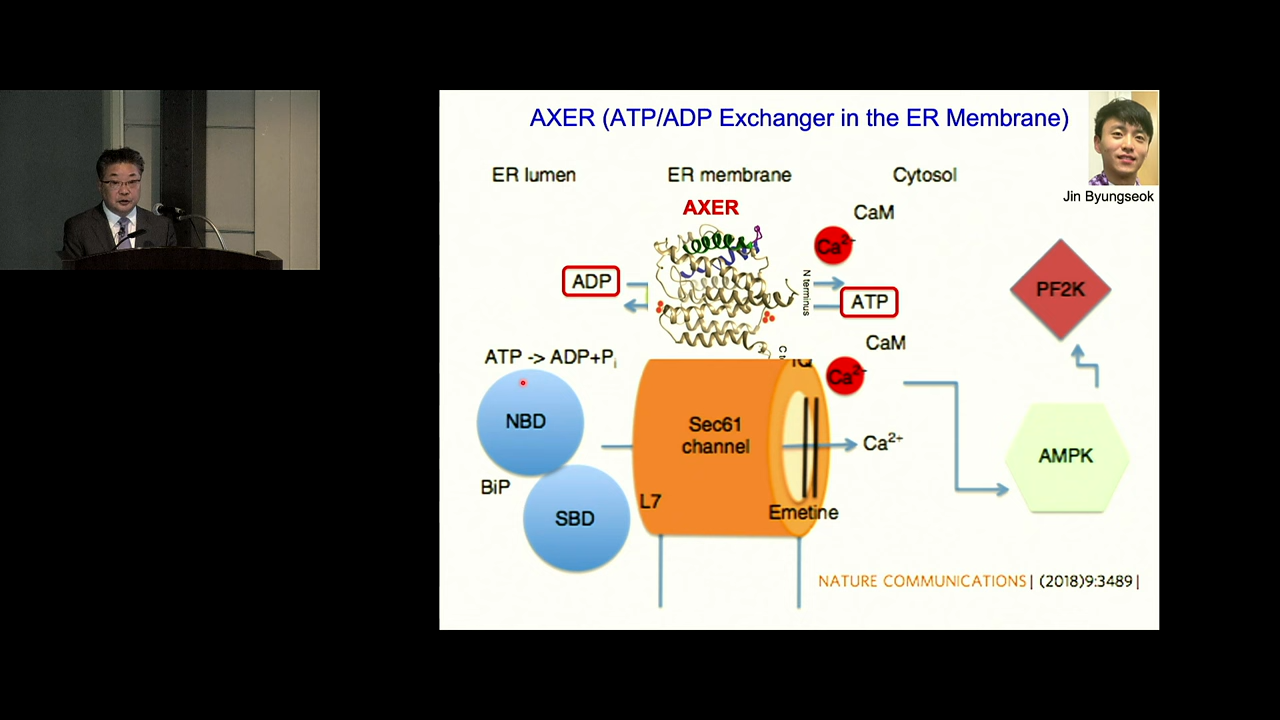 AXER (ATP/ADP Exchanger in the ER Membrane)
Jin Byungseok
ER lumen
ER membrane
Cytosol
AXER
CaM
Ca2+
ADP
N terminus
ATP
PF2K
CaM
ATP -> ADP+Pi
IQ
Ca2+
NBD
Sec61
channel
Ca2+
AMPK
BiP
L7
SBD
Emetine
NATURE COMMUNICATIONS| (2018)9:3489|